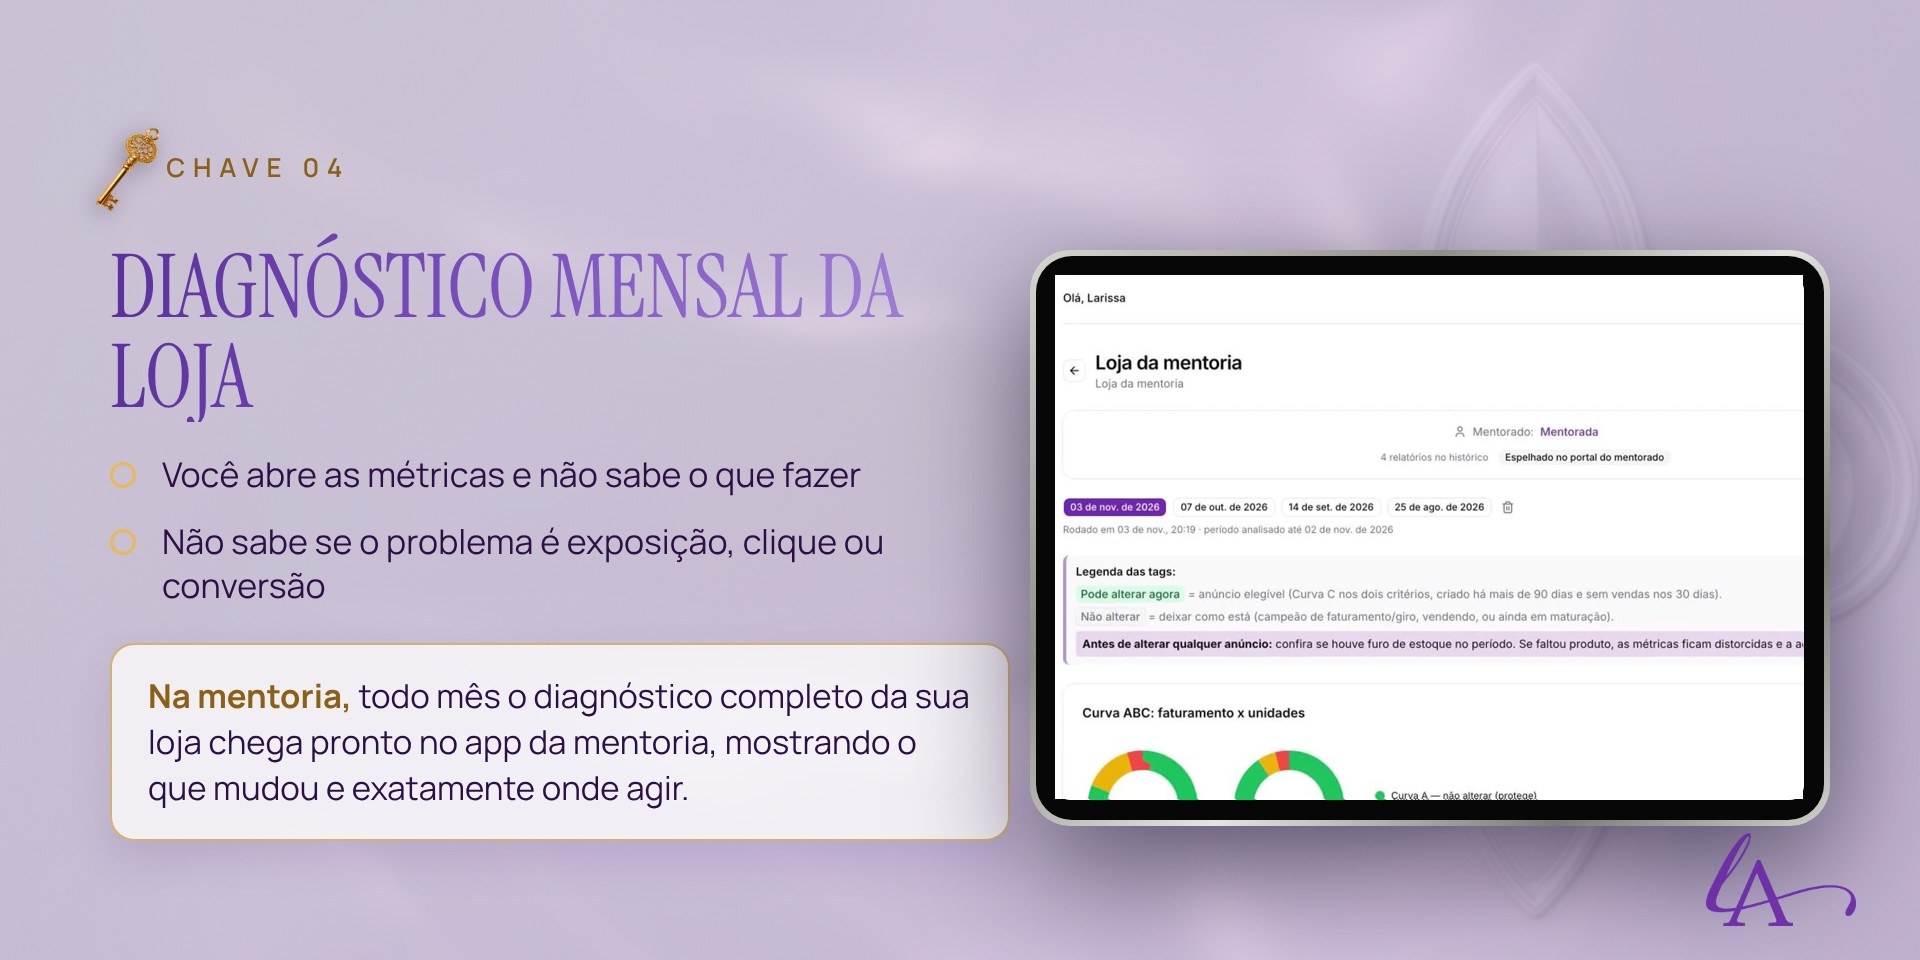 CHAVE 04
DIAGNÓSTICO MENSAL DA
LOJA
Você abre as métricas e não sabe o que fazer
Não sabe se o problema é exposição, clique ou
conversão
Na mentoria, todo mês o diagnóstico completo da sua
loja chega pronto no app da mentoria, mostrando o
que mudou e exatamente onde agir.
Olá, Larissa
Loja da mentoria
Loja da mentoria
Mentorado: Mentorada
4 relatórios no histórico Espelhado no portal do mentorado
03 de nov. de 2026 07 de out. de 2026 14 de set. de 2026 25 de ago. de 2026
Rodado em 03 de nov., 20:19 · período analisado até 02 de nov. de 2026
Legenda das tags:
Pode alterar agora = anúncio elegível (Curva C nos dois critérios, criado há mais de 90 dias e sem vendas nos 30 dias).
Não alterar = deixar como está (campeão de faturamento/giro, vendendo, ou ainda em maturação).
Antes de alterar qualquer anúncio: confira se houve furo de estoque no período. Se faltou produto, as métricas ficam distorcidas e a
Curva ABC: faturamento x unidades
Curva A — não alterar (protege)
LA